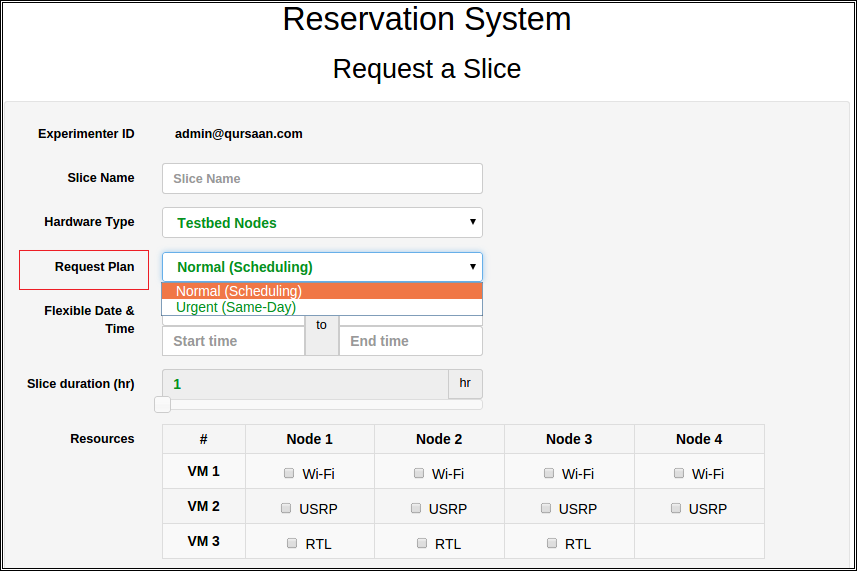 Reservation System
Request a Slice
Experimenter ID admin@qursaan.com
Slice Name Slice Name
Hardware Type Testbed Nodes
Request Plan Normal (Scheduling)
Normal (Scheduling)
Urgent (Same-Day)
Flexible Date &
Time
to
Start time End time
Slice duration (hr) 1 hr
Resources # Node 1 Node 2 Node 3 Node 4
VM 1 Wi-Fi Wi-Fi Wi-Fi Wi-Fi
VM 2 USRP USRP USRP USRP
VM 3 RTL RTL RTL